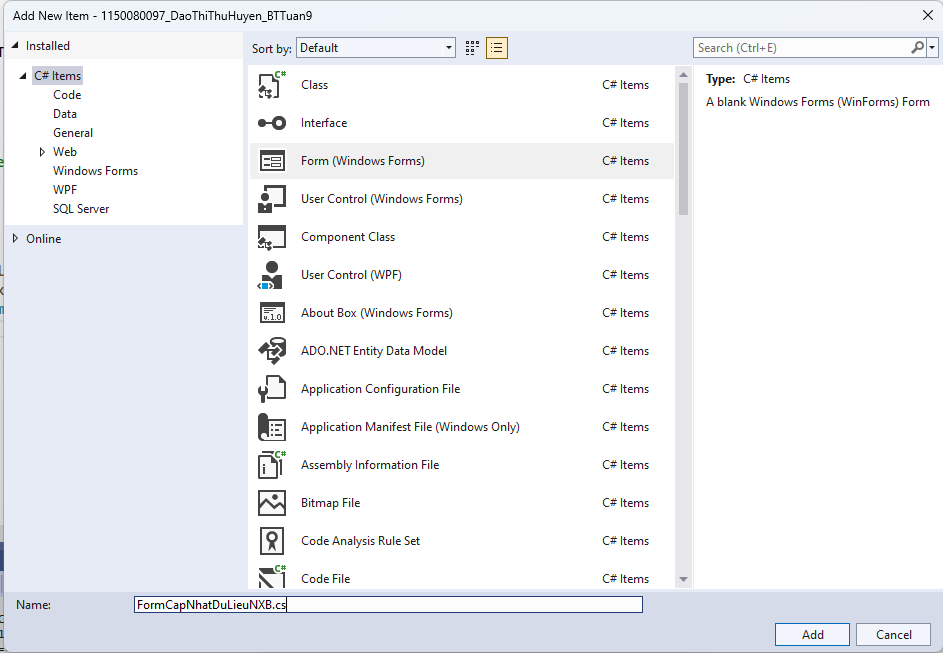 Add New Item - 1150080097_DaoThiThuHuyen_BTTuan9
Installed
C# Items
Code
Data
General
Web
Windows Forms
WPF
SQL Server
Online
Sort by: Default
Class C# Items
Interface C# Items
Form (Windows Forms) C# Items
User Control (Windows Forms) C# Items
Component Class C# Items
User Control (WPF) C# Items
About Box (Windows Forms) C# Items
ADO.NET Entity Data Model C# Items
Application Configuration File C# Items
Application Manifest File (Windows Only) C# Items
Assembly Information File C# Items
Bitmap File C# Items
Code Analysis Rule Set C# Items
Code File C# Items
Search (Ctrl+E)
Type: C# Items
A blank Windows Forms (WinForms) Form
Name: FormCapNhatDuLieuNXB.cs
Add Cancel